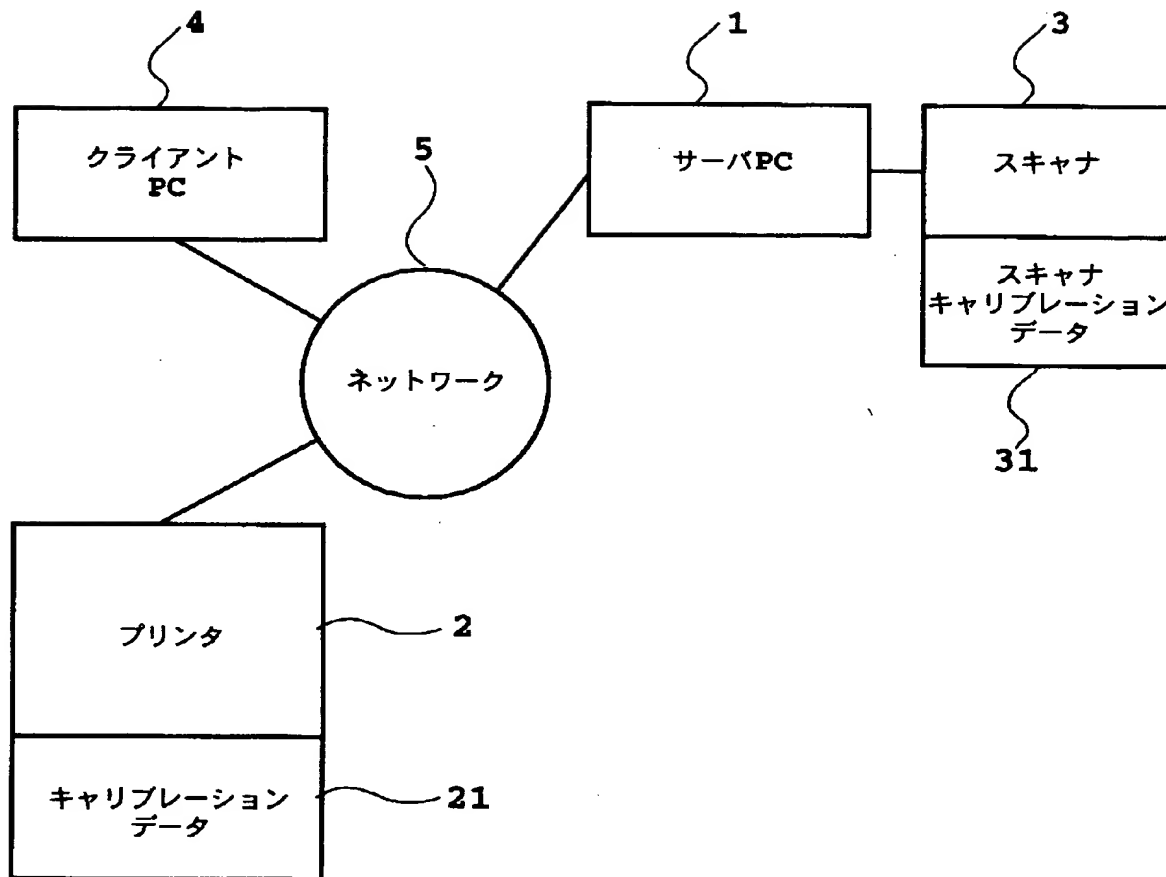 4
1
3
クライアント
PC
5
サーバPC
スキャナ
スキャナ
キャリブレーション
データ
ネットワーク
31
プリンタ
2
キャリブレーション
データ
21